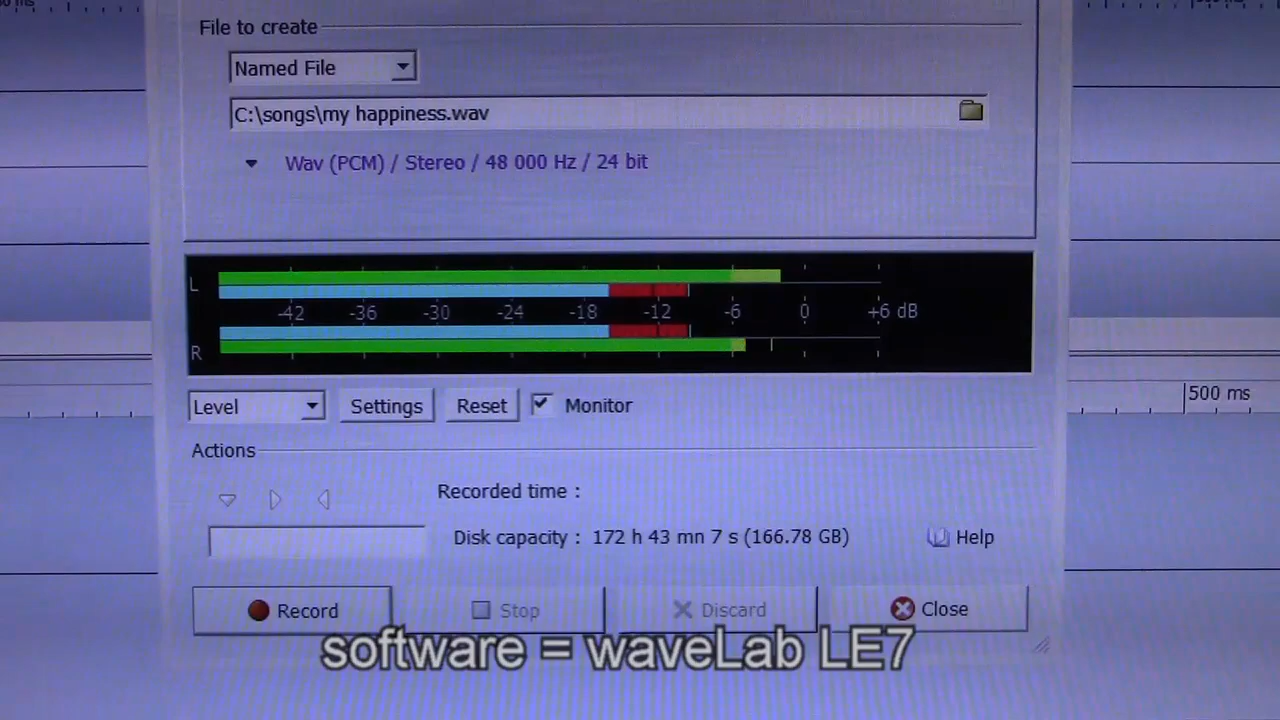 File to create
Named File
C:\songs\my happiness.wav
Wav (PCM) / Stereo / 48 000 Hz / 24 bit
L
-42 -36 -30 -24 -18 -12 -6 0 +6 dB
R
Level Settings Reset Monitor
500 ms
Actions
Recorded time :
Disk capacity : 172 h 43 mn 7 s (166.78 GB) Help
Record Stop Discard Close
software = waveLab LE7